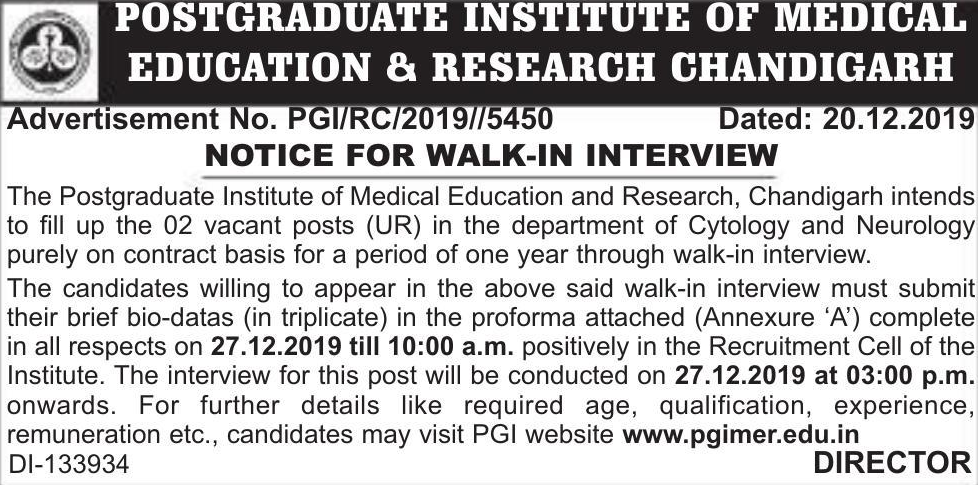 POSTGRADUATE INSTITUTE OF MEDICAL
EDUCATION & RESEARCH CHANDIGARH
Advertisement No. PGI/RC/2019//5450 Dated: 20.12.2019
NOTICE FOR WALK-IN INTERVIEW
The Postgraduate Institute of Medical Education and Research, Chandigarh intends
to fill up the 02 vacant posts (UR) in the department of Cytology and Neurology
purely on contract basis for a period of one year through walk-in interview.
The candidates willing to appear in the above said walk-in interview must submit
their brief bio-datas (in triplicate) in the proforma attached (Annexure ‘A’) complete
in all respects on 27.12.2019 till 10:00 a.m. positively in the Recruitment Cell of the
Institute. The interview for this post will be conducted on 27.12.2019 at 03:00 p.m.
onwards. For further details like required age, qualification, experience,
remuneration etc., candidates may visit PGI website www.pgimer.edu.in
DI-133934 DIRECTOR